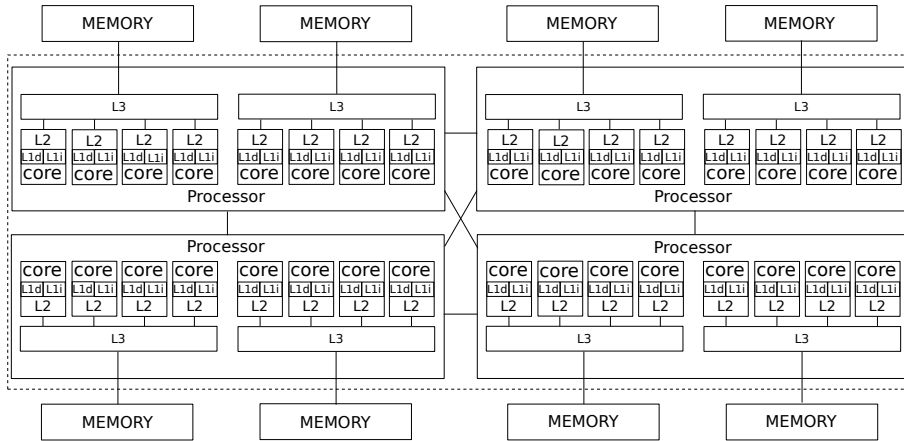 MEMORY MEMORY MEMORY MEMORY
L3 L3 L3 L3
L2 L2 L2 L2 L2 L2 L2 L2 L2 L2 L2 L2 L2 L2 L2 L2
L1d L1i L1d L1i L1d L1i L1d L1i L1d L1i L1d L1i L1d L1i L1d L1i L1d L1i L1d L1i L1d L1i L1d L1i L1d L1i L1d L1i L1d L1i L1d L1i
core core core core core core core core core core core core core core core core
Processor Processor
Processor Processor
core core core core core core core core core core core core core core core core
L1d L1i L1d L1i L1d L1i L1d L1i L1d L1i L1d L1i L1d L1i L1d L1i L1d L1i L1d L1i L1d L1i L1d L1i L1d L1i L1d L1i L1d L1i L1d L1i
L2 L2 L2 L2 L2 L2 L2 L2 L2 L2 L2 L2 L2 L2 L2 L2
L3 L3 L3 L3
MEMORY MEMORY MEMORY MEMORY